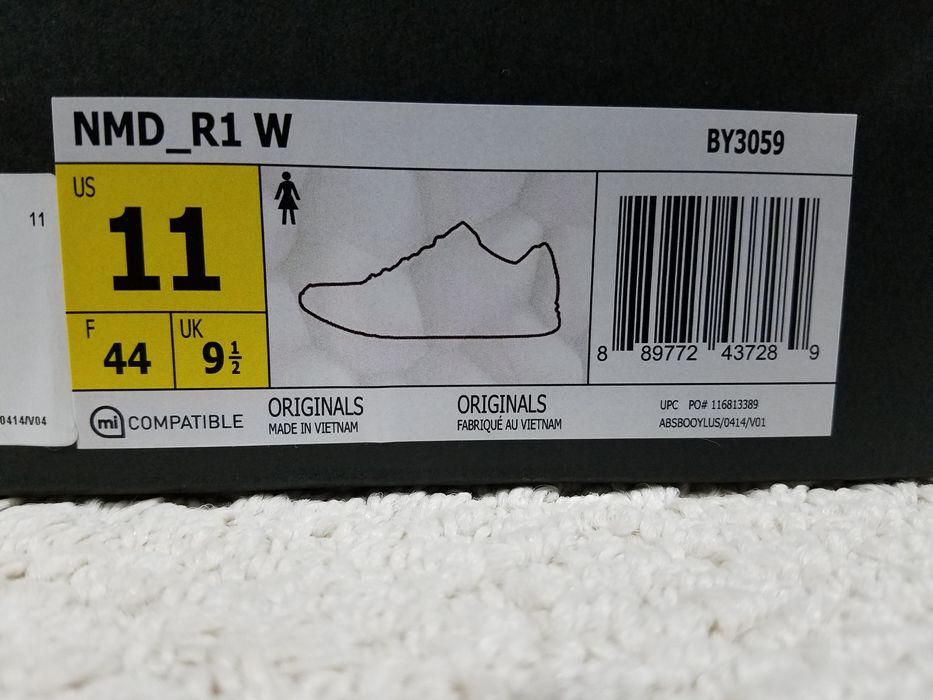 NMD_R1 W
BY3059
US
11
11
F
44
UK
9 1/2
8 89772 43728 9
mi COMPATIBLE
ORIGINALS
MADE IN VIETNAM
ORIGINALS
FABRIQUÉ AU VIETNAM
UPC PO# 116813389
ABSBOOYLUS/0414/V01
0414/V04